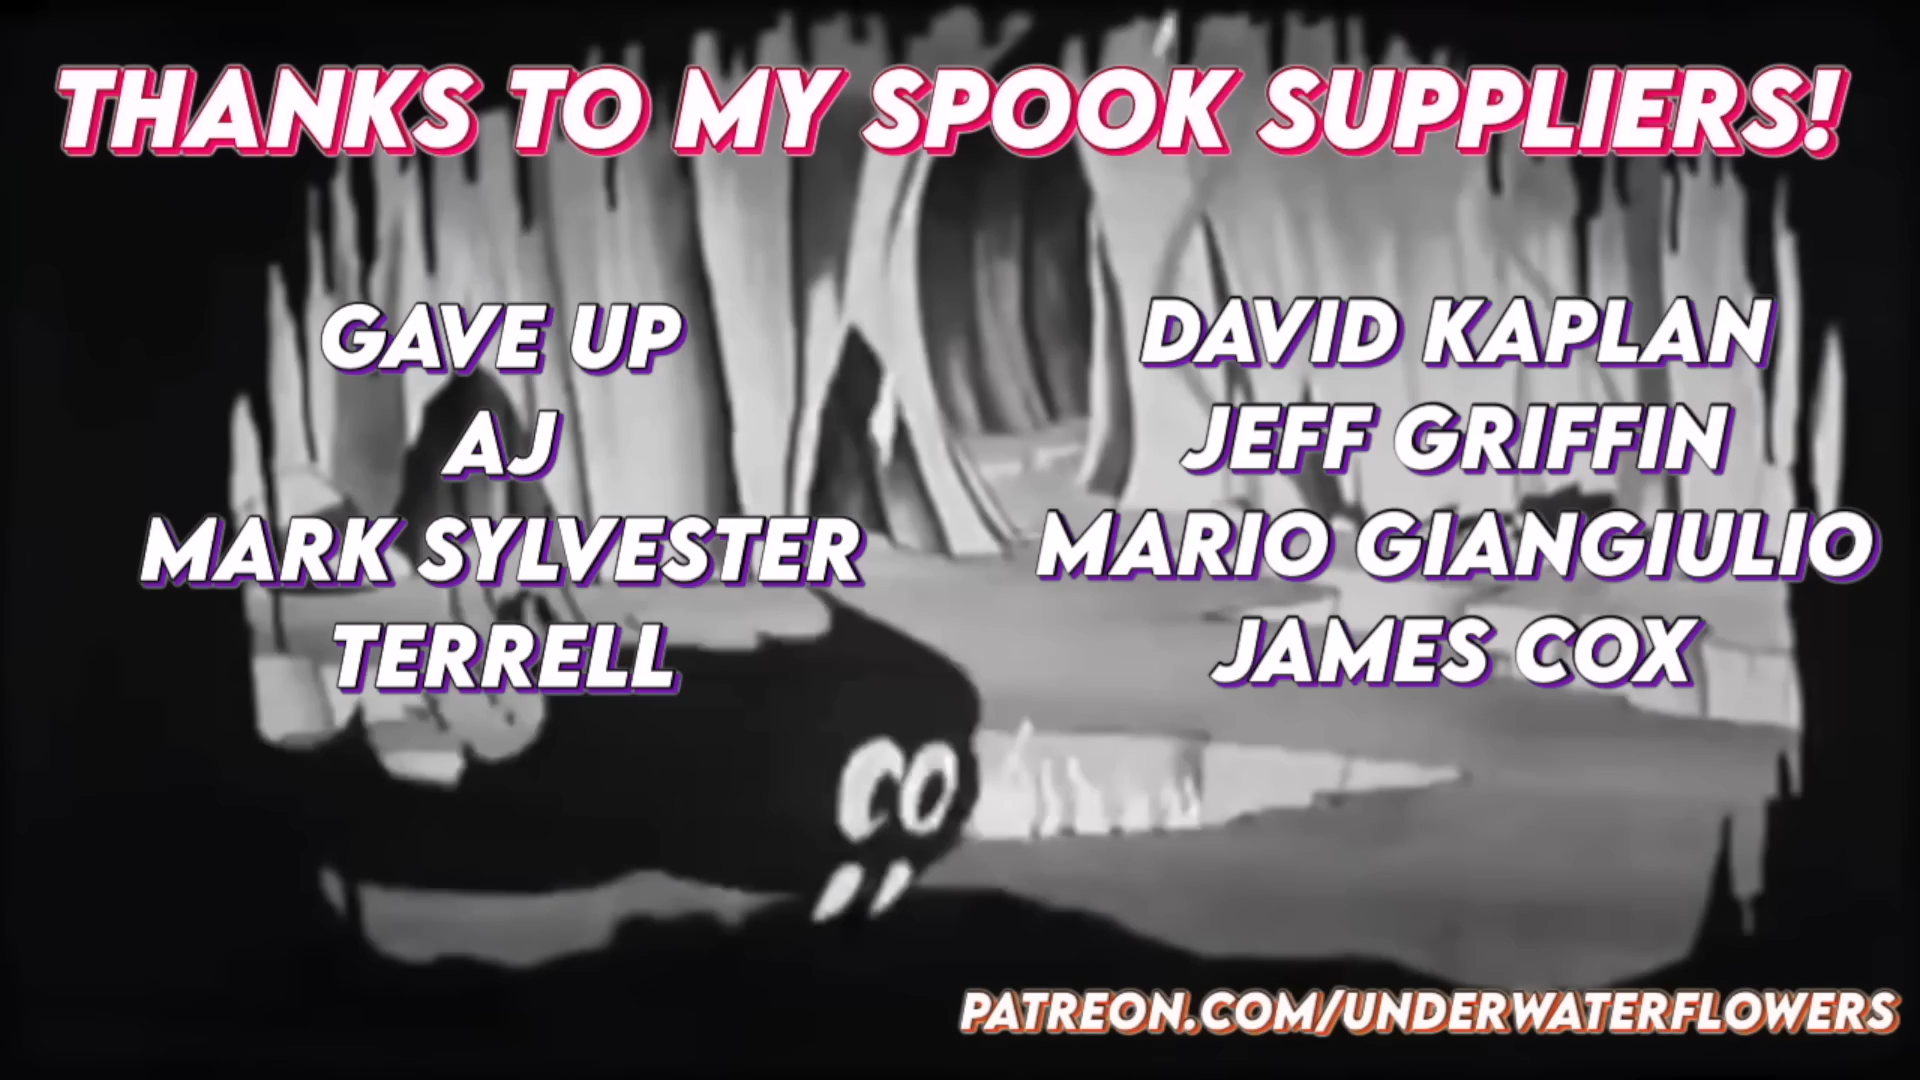 THANKS TO MY SPOOK SUPPLIERS!
GAVE UP
AJ
MARK SYLVESTER
TERRELL
DAVID KAPLAN
JEFF GRIFFIN
MARIO GIANGIULIO
JAMES COX
PATREON.COM/UNDERWATERFLOWERS